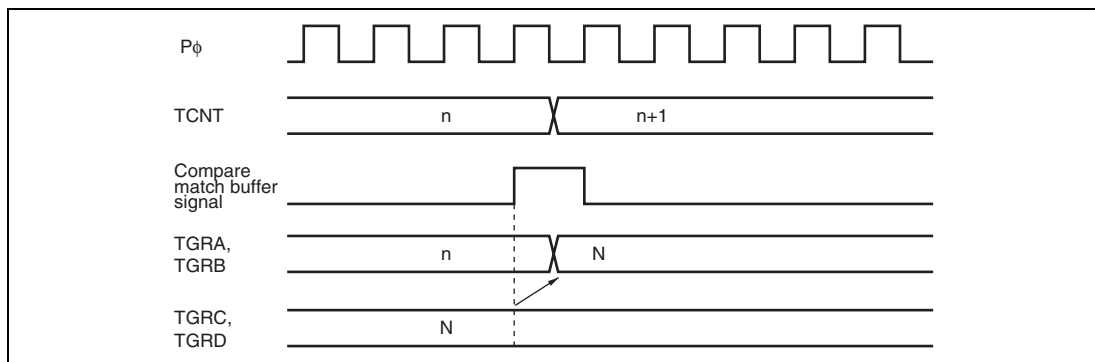 Pϕ
TCNT
n
n+1
Compare
match buffer
signal
TGRA,
TGRB
n
N
TGRC,
TGRD
N